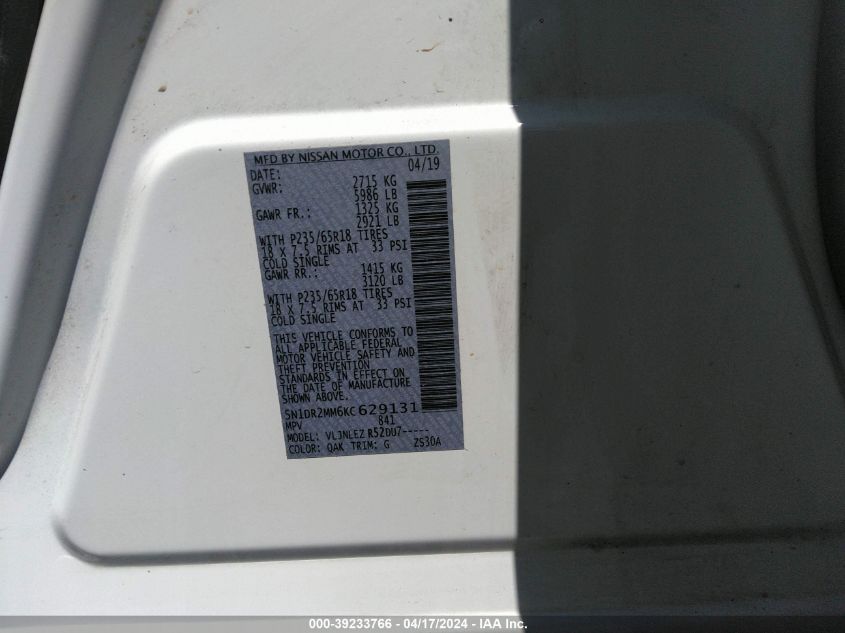 MFD BY NISSAN MOTOR CO., LTD.
DATE: 04/19
GVWR: 2715 KG
5986 LB
GAWR FR.: 1325 KG
2921 LB
WITH P235/65R18 TIRES
18 X 7.5 RIMS AT 33 PSI
COLD SINGLE
GAWR RR.: 1415 KG
3120 LB
WITH P235/65R18 TIRES
18 X 7.5 RIMS AT 33 PSI
COLD SINGLE
THIS VEHICLE CONFORMS TO
ALL APPLICABLE FEDERAL
MOTOR VEHICLE SAFETY AND
THEFT PREVENTION
STANDARDS IN EFFECT ON
THE DATE OF MANUFACTURE
SHOWN ABOVE.
5N1DR2MM6KC629131
MPV 841
MODEL: VLJNLEZ R52DU7-----
COLOR: QAK TRIM: G ZS30A
000-39233766 - 04/17/2024 - IAA Inc.